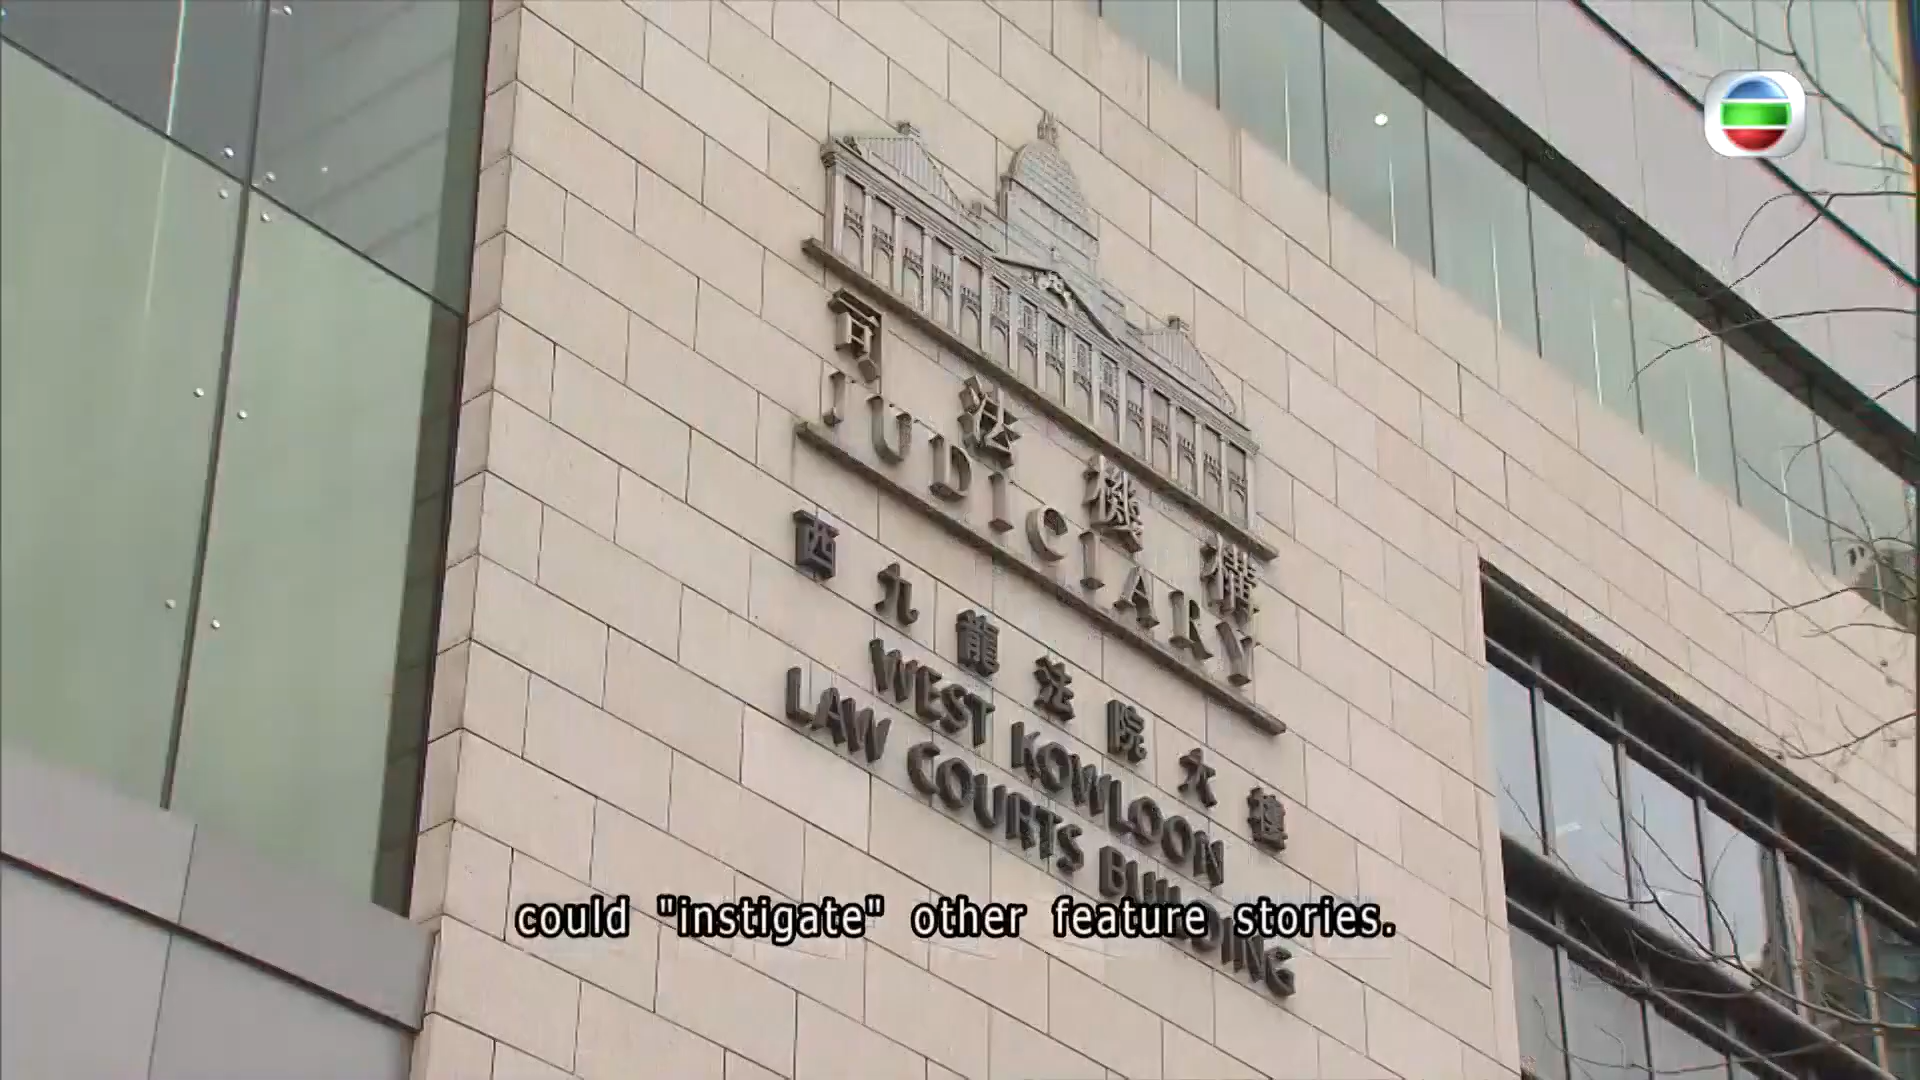 司法機構
JUDICIARY
西九龍法院大樓
WEST KOWLOON
LAW COURTS BUILDING
could "instigate" other feature stories.